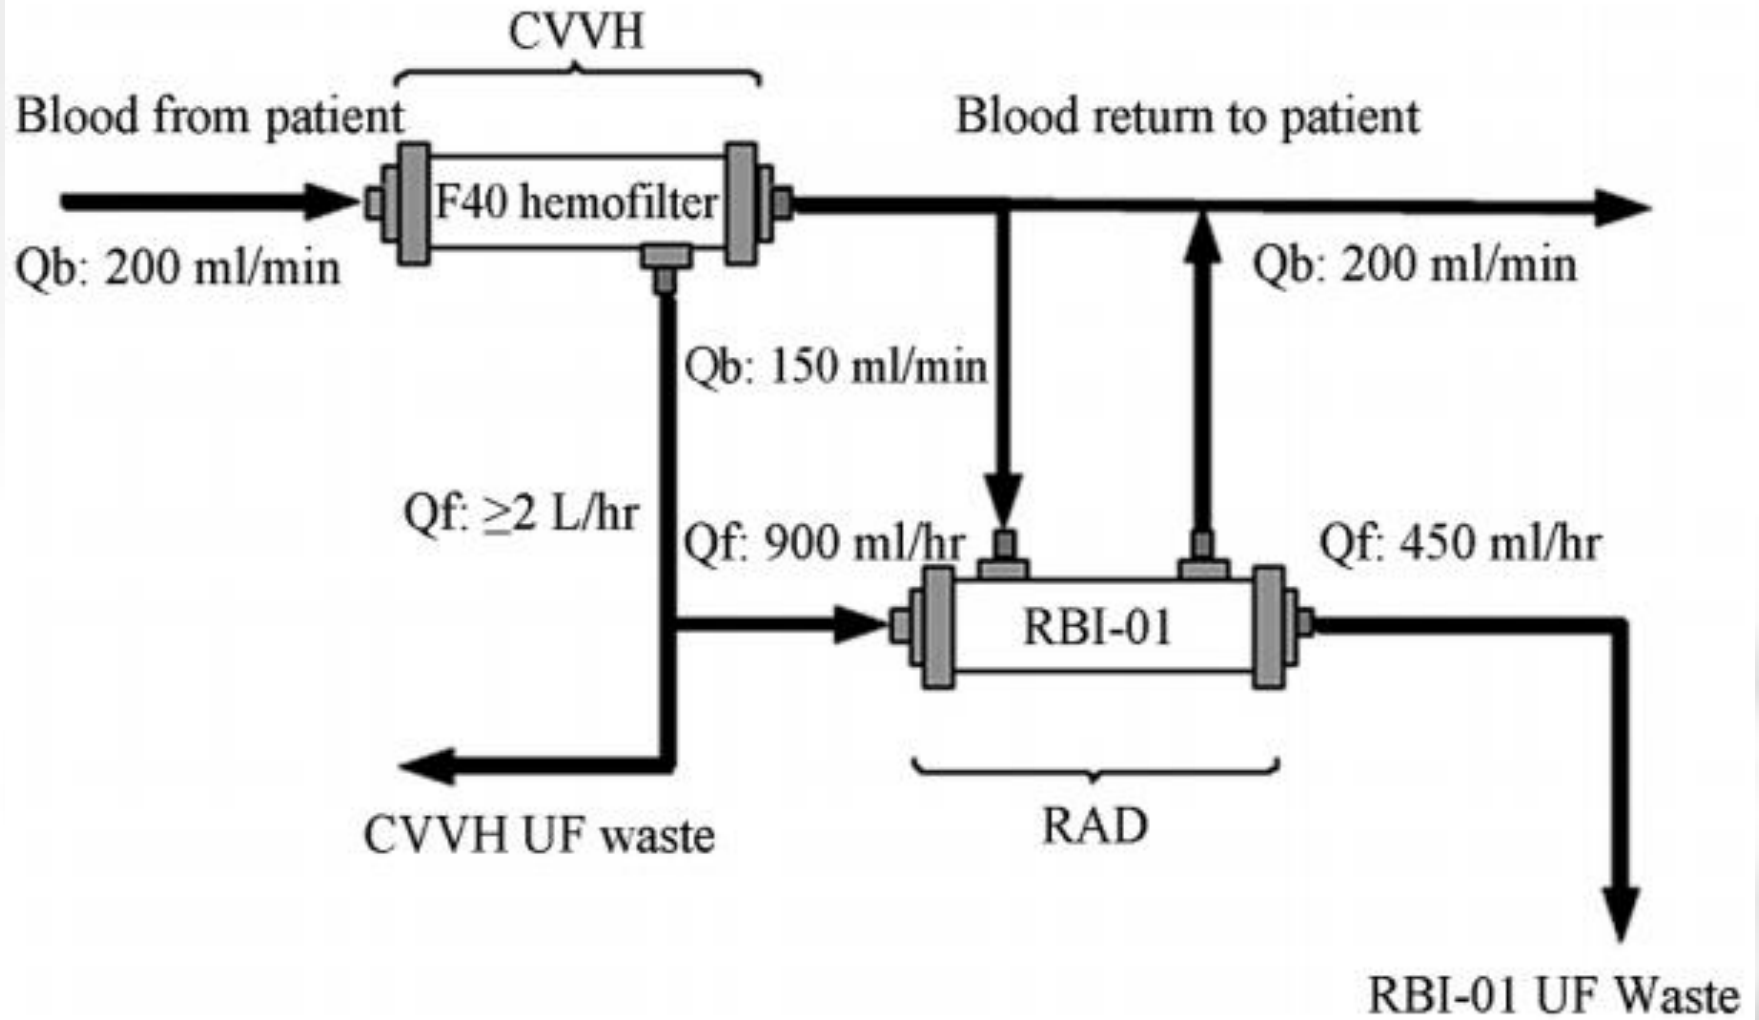 CVVH
Blood from patient
Blood return to patient
F40 hemofilter
Qb: 200 ml/min
Qb: 200 ml/min
Qb: 150 ml/min
Qf: ≥2 L/hr
Qf: 900 ml/hr
Qf: 450 ml/hr
RBI-01
CVVH UF waste
RAD
RBI-01 UF Waste